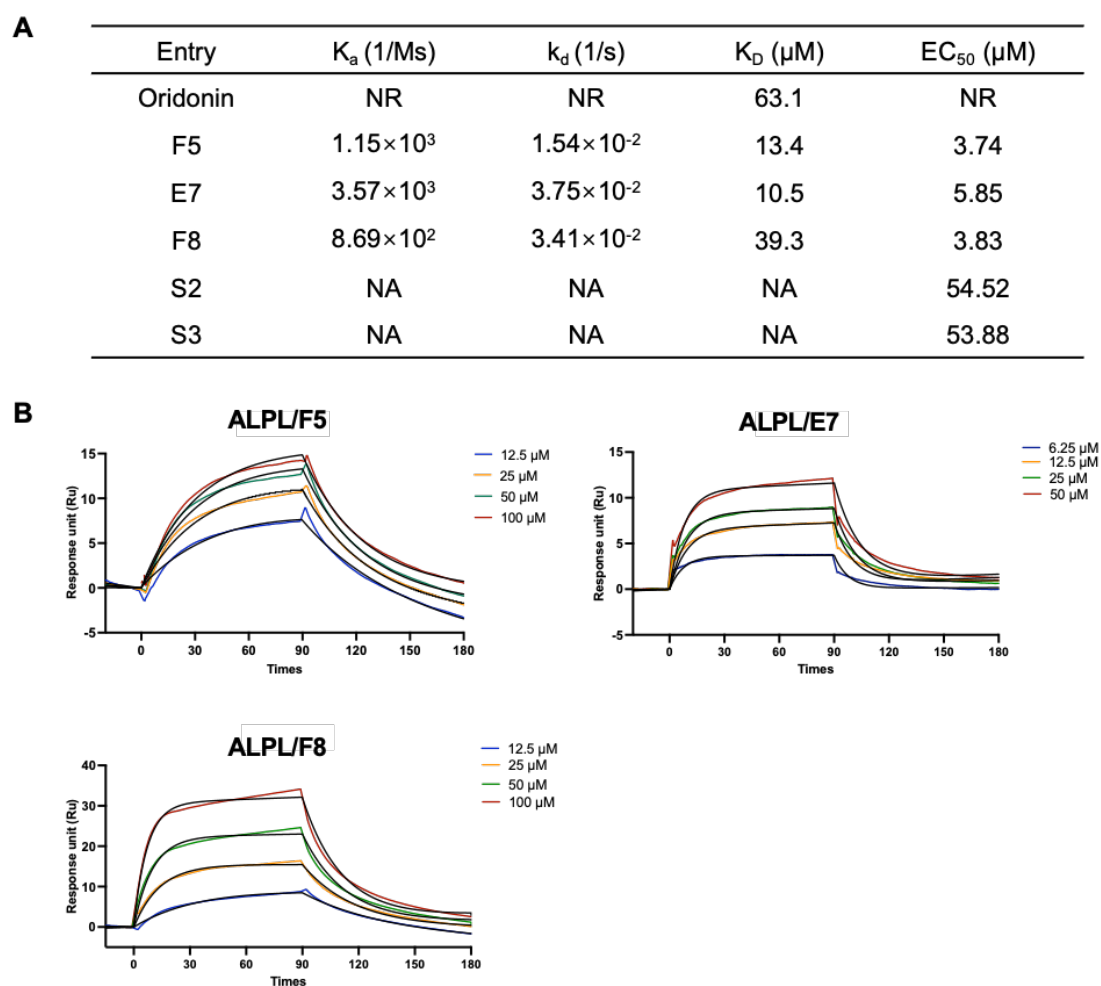 A
Entry Kₐ (1/Ms) k_d (1/s) K_D (µM) EC₅₀ (µM)
Oridonin NR NR 63.1 NR
F5 1.15×10³ 1.54×10⁻² 13.4 3.74
E7 3.57×10³ 3.75×10⁻² 10.5 5.85
F8 8.69×10² 3.41×10⁻² 39.3 3.83
S2 NA NA NA 54.52
S3 NA NA NA 53.88
B
ALPL/F5
Response unit (Ru)
15
10
5
0
-5
0 30 60 90 120 150 180
Times
12.5 µM
25 µM
50 µM
100 µM
ALPL/E7
Response unit (Ru)
15
10
5
0
-5
0 30 60 90 120 150 180
Times
6.25 µM
12.5 µM
25 µM
50 µM
ALPL/F8
Response unit (Ru)
40
30
20
10
0
0 30 60 90 120 150 180
Times
12.5 µM
25 µM
50 µM
100 µM